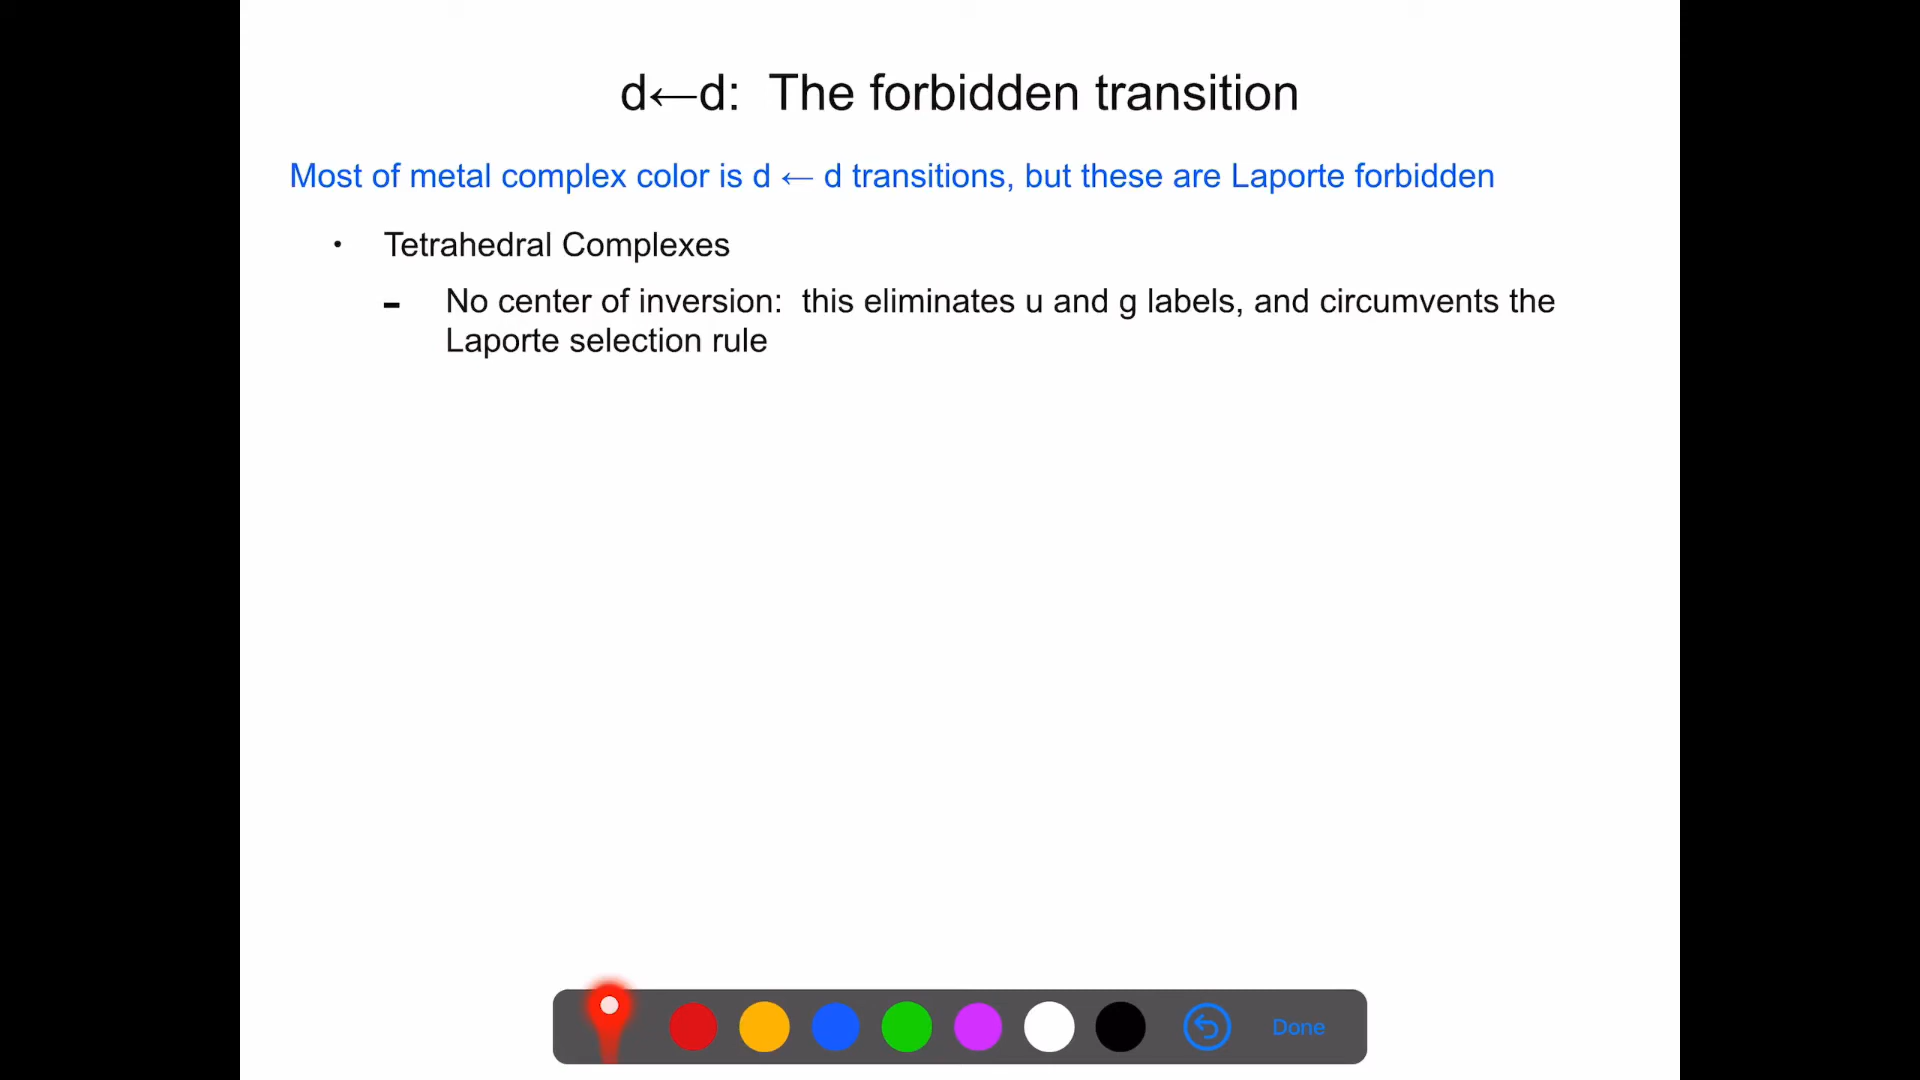 d←d:  The forbidden transition
Most of metal complex color is d ← d transitions, but these are Laporte forbidden
• Tetrahedral Complexes
– No center of inversion:  this eliminates u and g labels, and circumvents the
Laporte selection rule
Done